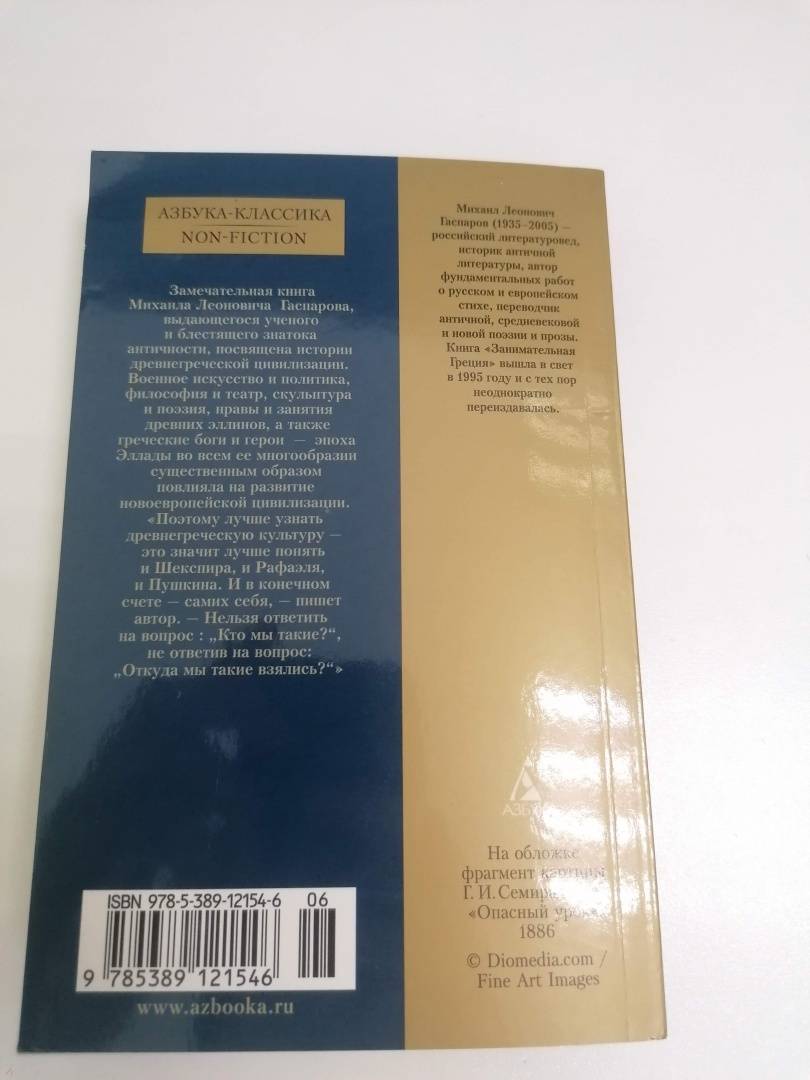 АЗБУКА-КЛАССИКА
NON-FICTION
Замечательная книга
Михаила Леоновича Гаспарова,
выдающегося ученого
и блестящего знатока
античности, посвящена истории
древнегреческой цивилизации.
Военное искусство и политика,
философия и театр, скульптура
и поэзия, нравы и занятия
древних эллинов, а также
греческие боги и герои — эпоха
Эллады во всем ее многообразии
существенным образом
повлияла на развитие
новоевропейской цивилизации.
«Поэтому лучше узнать
древнегреческую культуру —
это значит лучше понять
и Шекспира, и Рафаэля,
и Пушкина. И в конечном
счете — самих себя, — пишет
автор. — Нельзя ответить
на вопрос : „Кто мы такие?“,
не ответив на вопрос:
„Откуда мы такие взялись?“»
ISBN 978-5-389-12154-6 06
9 785389 121546
www.azbooka.ru
Михаил Леонович
Гаспаров (1935–2005) —
российский литературовед,
историк античной
литературы, автор
фундаментальных работ
о русском и европейском
стихе, переводчик
античной, средневековой
и новой поэзии и прозы.
Книга «Занимательная
Греция» вышла в свет
в 1995 году и с тех пор
неоднократно
переиздавалась.
На обложке
фрагмент картины
Г. И.
«Опасный урок»
1886
© Diomedia.com /
Fine Art Images